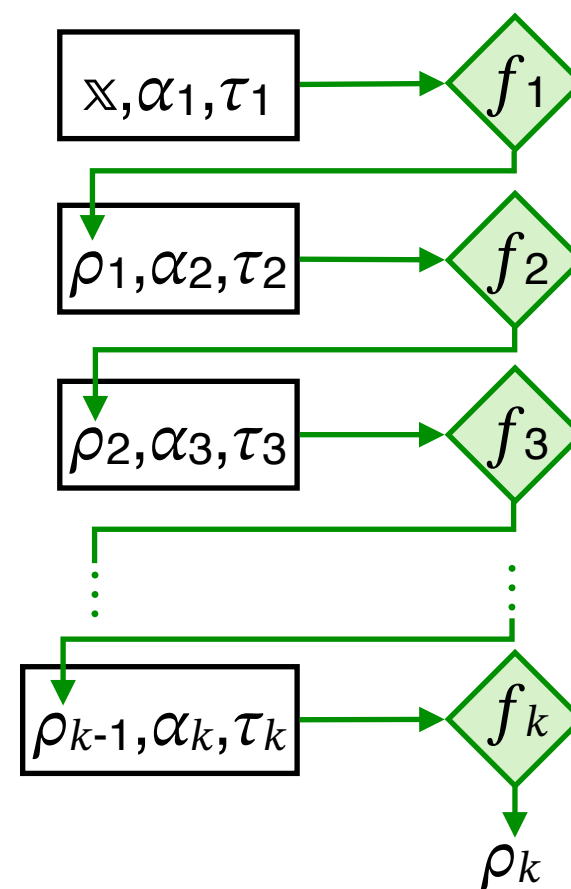 𝕩,α₁,τ₁ f₁
ρ₁,α₂,τ₂ f₂
ρ₂,α₃,τ₃ f₃
ρₖ₋₁,αₖ,τₖ fₖ
ρₖ